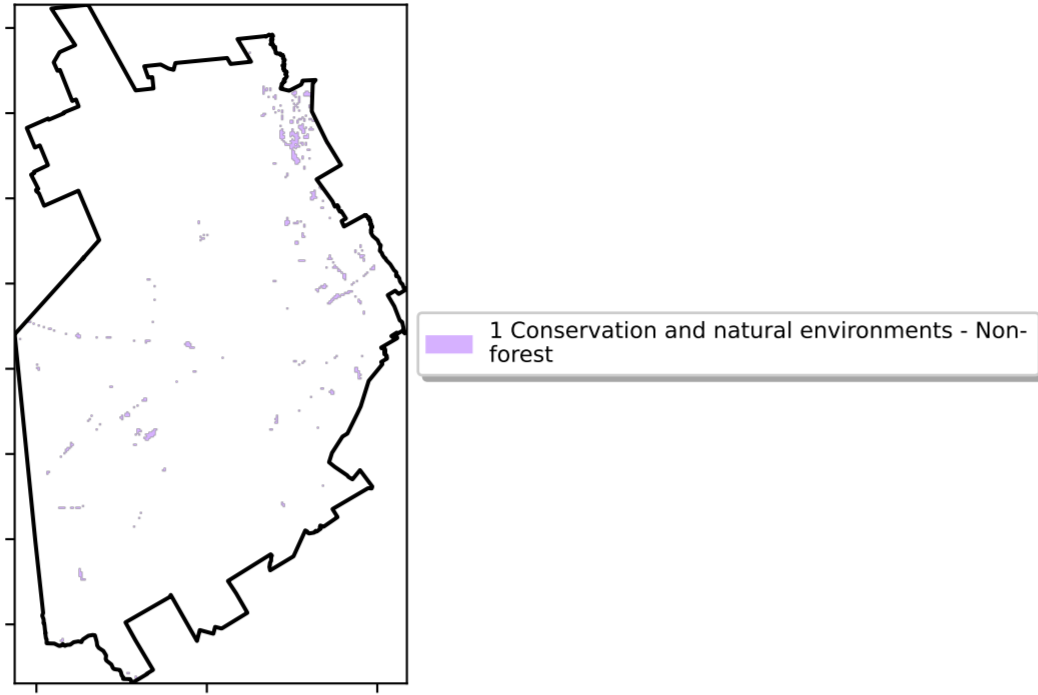 1 Conservation and natural environments - Non-
forest